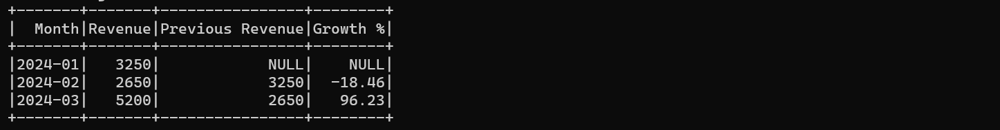 +-------+-------+----------------+--------+
|  Month|Revenue|Previous Revenue|Growth %|
+-------+-------+----------------+--------+
|2024-01|   3250|            NULL|    NULL|
|2024-02|   2650|            3250|  -18.46|
|2024-03|   5200|            2650|   96.23|
+-------+-------+----------------+--------+